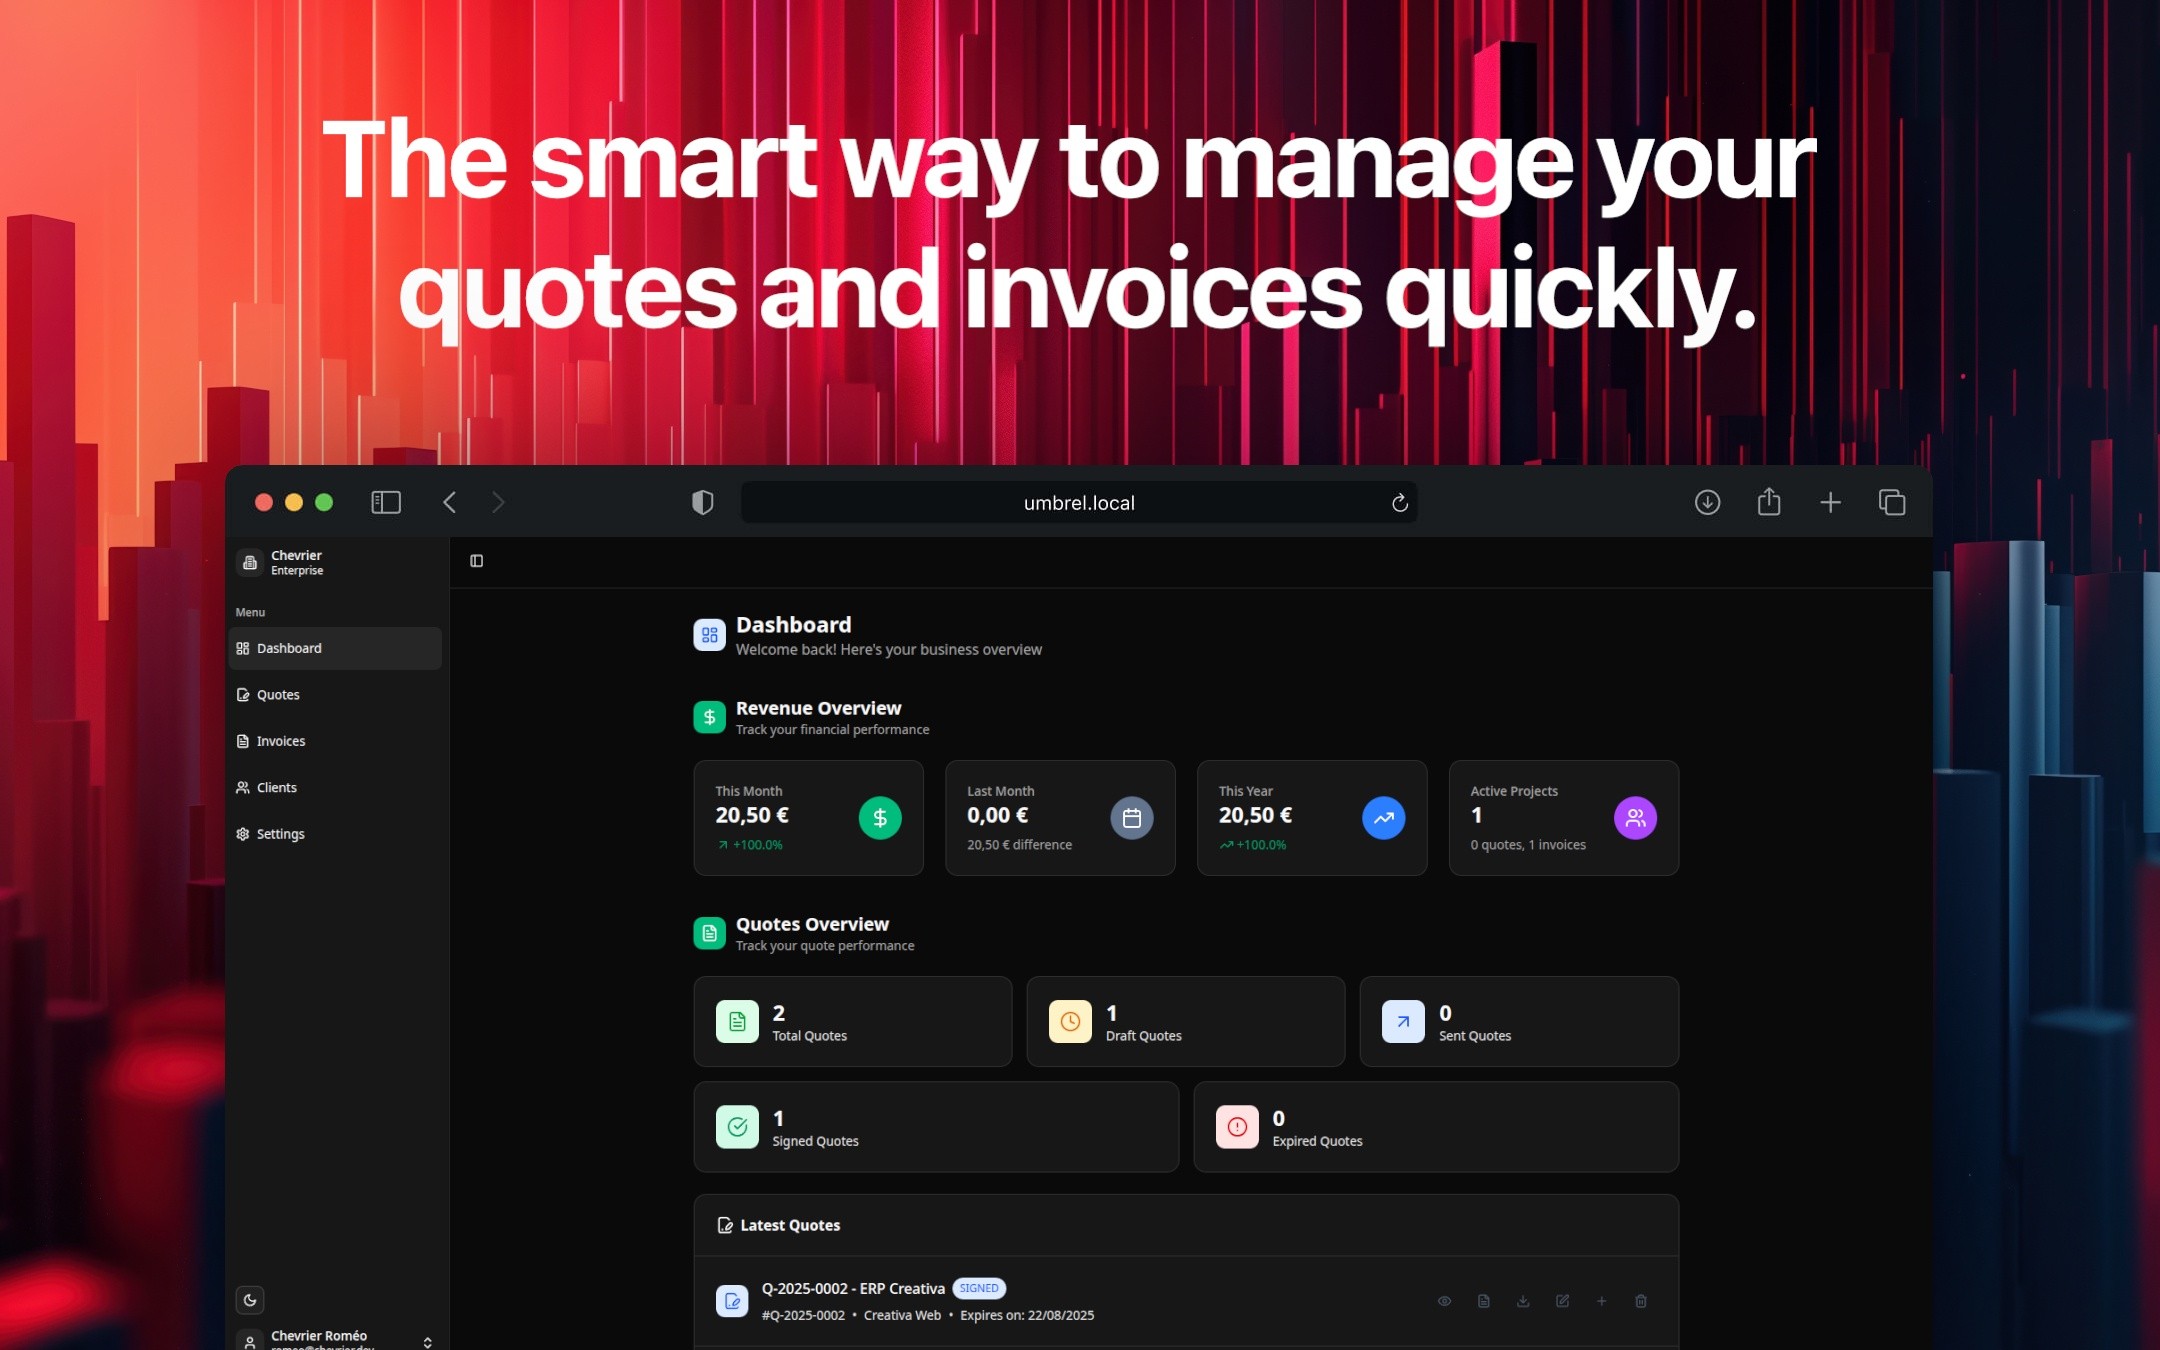 The smart way to manage your
quotes and invoices quickly.
umbrel.local
Chevrier
Enterprise
Menu
Dashboard
Quotes
Invoices
Clients
Settings
Chevrier Roméo
Dashboard
Welcome back! Here's your business overview
Revenue Overview
Track your financial performance
This Month
20,50 €
+100.0%
Last Month
0,00 €
20,50 € difference
This Year
20,50 €
+100.0%
Active Projects
1
0 quotes, 1 invoices
Quotes Overview
Track your quote performance
2
Total Quotes
1
Draft Quotes
0
Sent Quotes
1
Signed Quotes
0
Expired Quotes
Latest Quotes
Q-2025-0002 - ERP Creativa SIGNED
#Q-2025-0002 • Creativa Web • Expires on: 22/08/2025